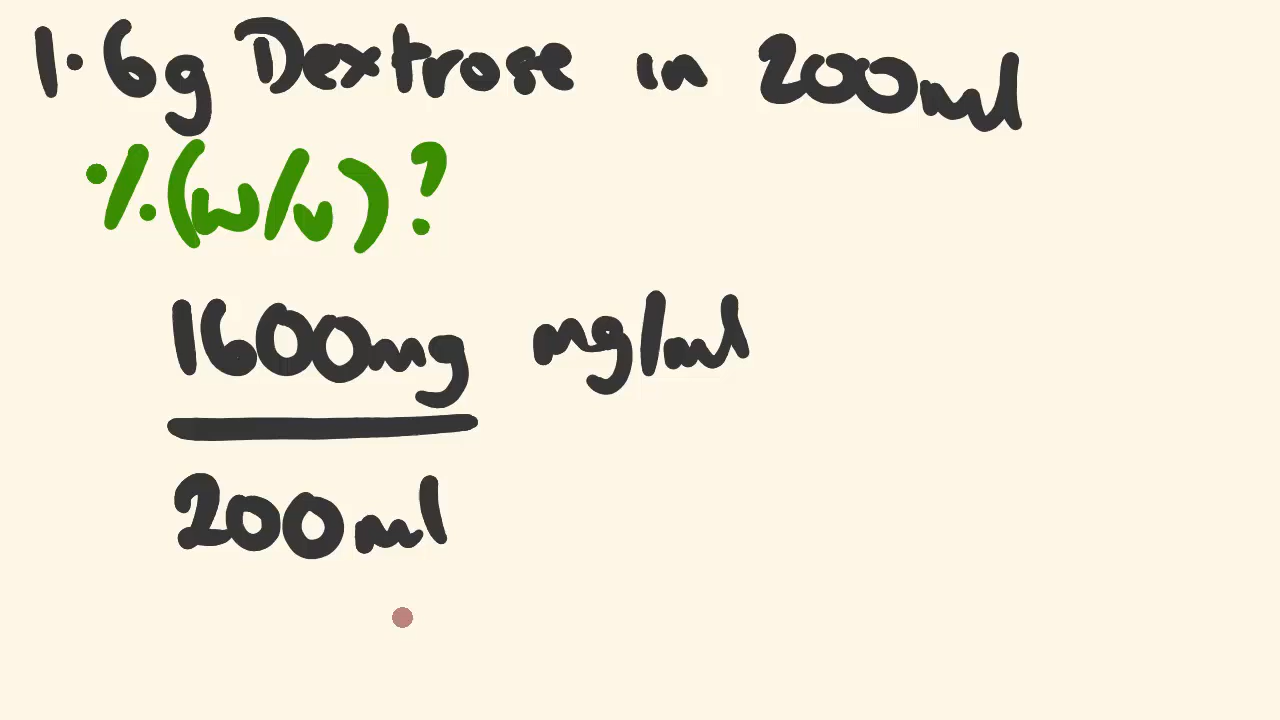 1.6g Dextrose in 200ml
%(w/v)?
1600mg mg/ml
200ml